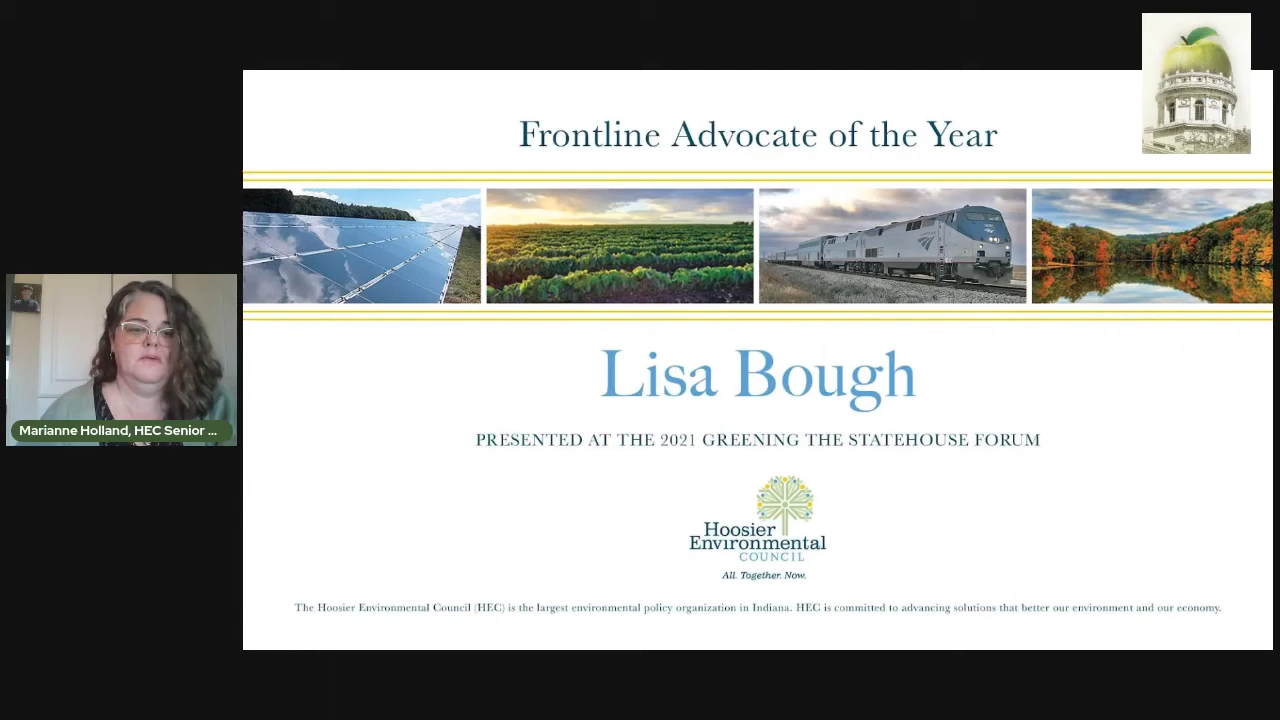 Frontline Advocate of the Year
Lisa Bough
PRESENTED AT THE 2021 GREENING THE STATEHOUSE FORUM
Hoosier
Environmental
COUNCIL
All. Together. Now.
The Hoosier Environmental Council (HEC) is the largest environmental policy organization in Indiana. HEC is committed to advancing solutions that better our environment and our economy.
Marianne Holland, HEC Senior ...